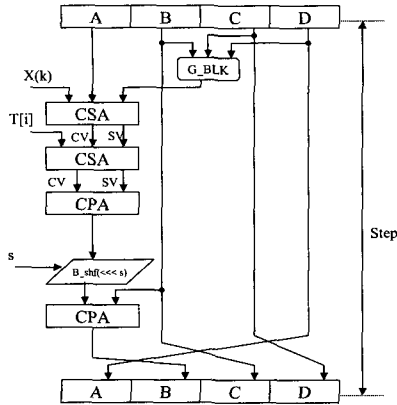 A B C D
G_BLK
X(k)
CSA
T[i]
CV SV
CSA
CV SV
CPA
Step
s
B_shf(<<< s)
CPA
A B C D